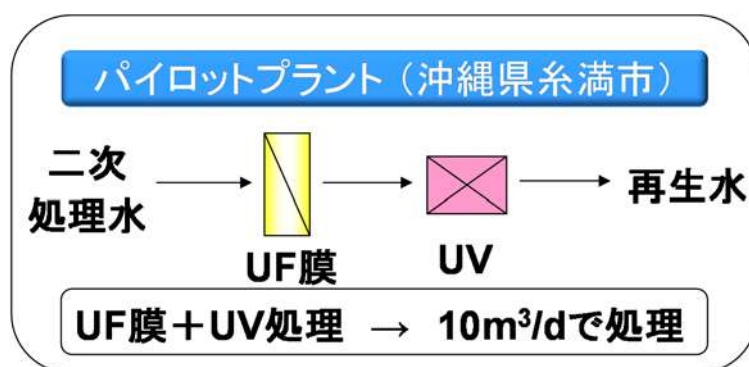 パイロットプラント（沖縄県糸満市）
二次
処理水
UF膜
UV
再生水
UF膜＋UV処理　→　10m³/dで処理